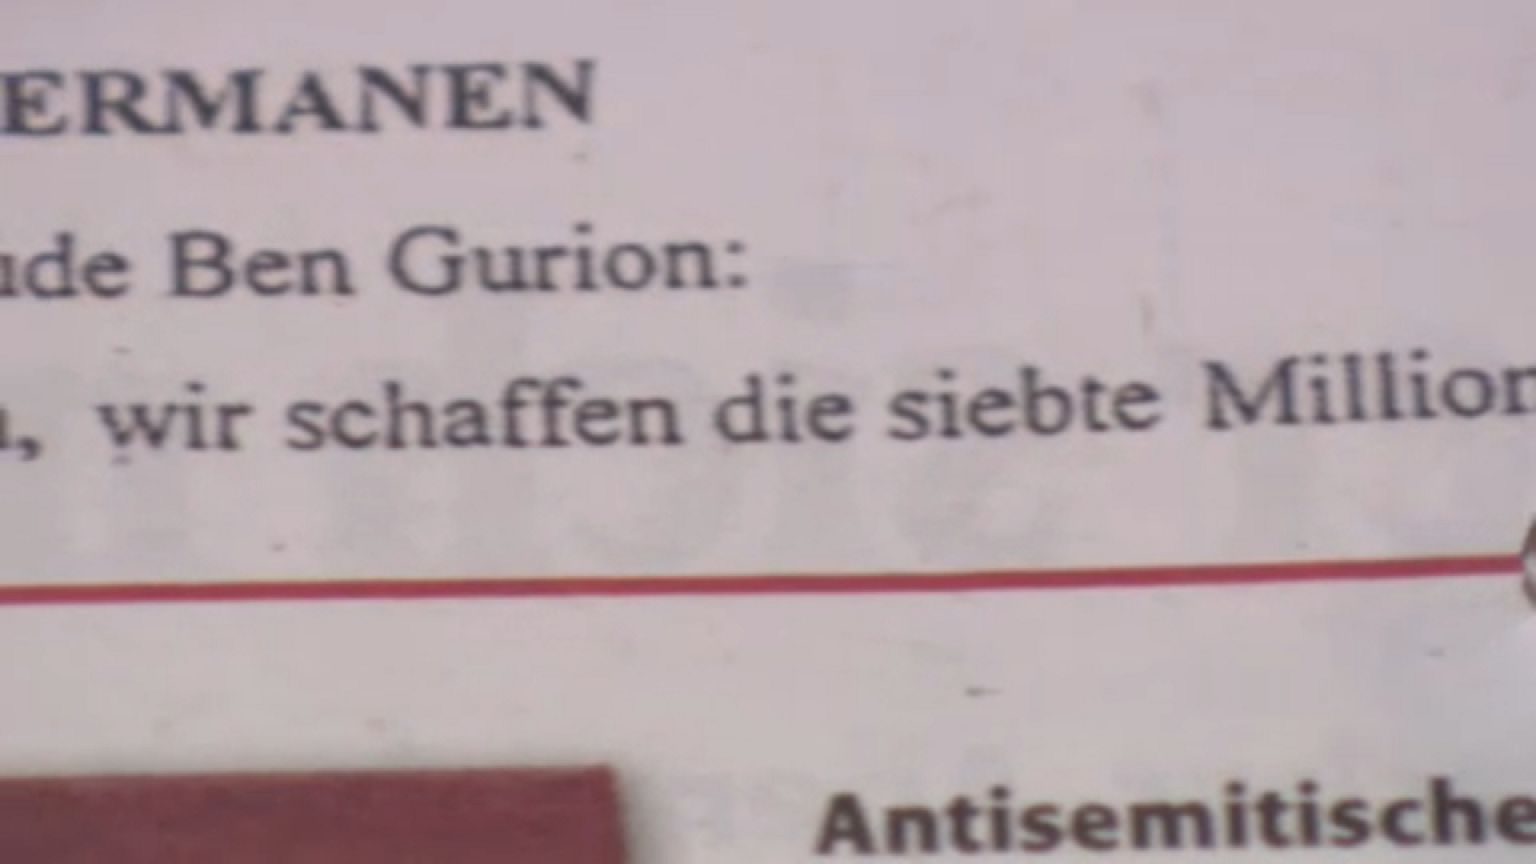 ERMANEN
ude Ben Gurion:
, wir schaffen die siebte Million
Antisemitische